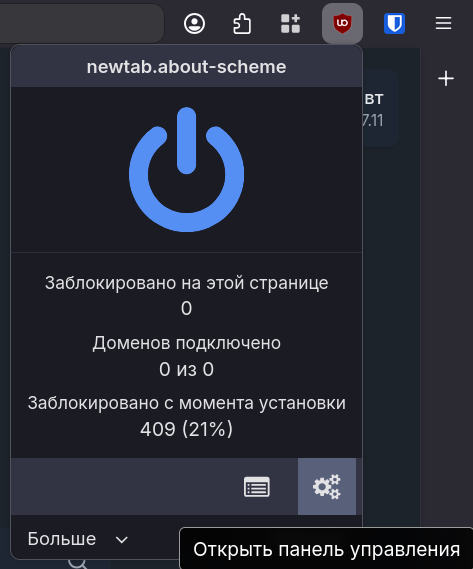 newtab.about-scheme
вт
7.11
Заблокировано на этой странице
0
Доменов подключено
0 из 0
Заблокировано с момента установки
409 (21%)
Больше
Открыть панель управления